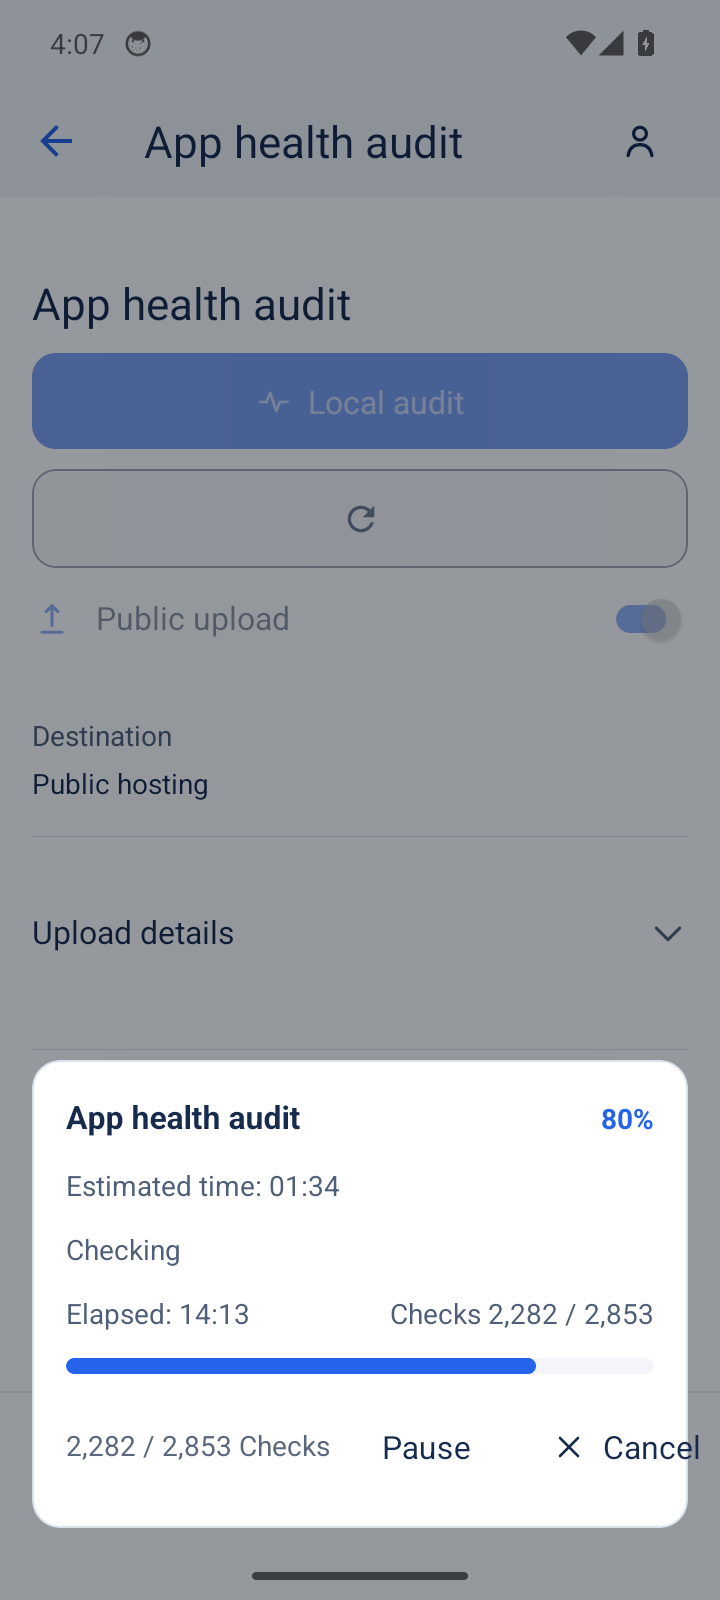 4:07
App health audit
App health audit
Local audit
Public upload
Destination
Public hosting
Upload details
App health audit 80%
Estimated time: 01:34
Checking
Elapsed: 14:13 Checks 2,282 / 2,853
2,282 / 2,853 Checks Pause Cancel